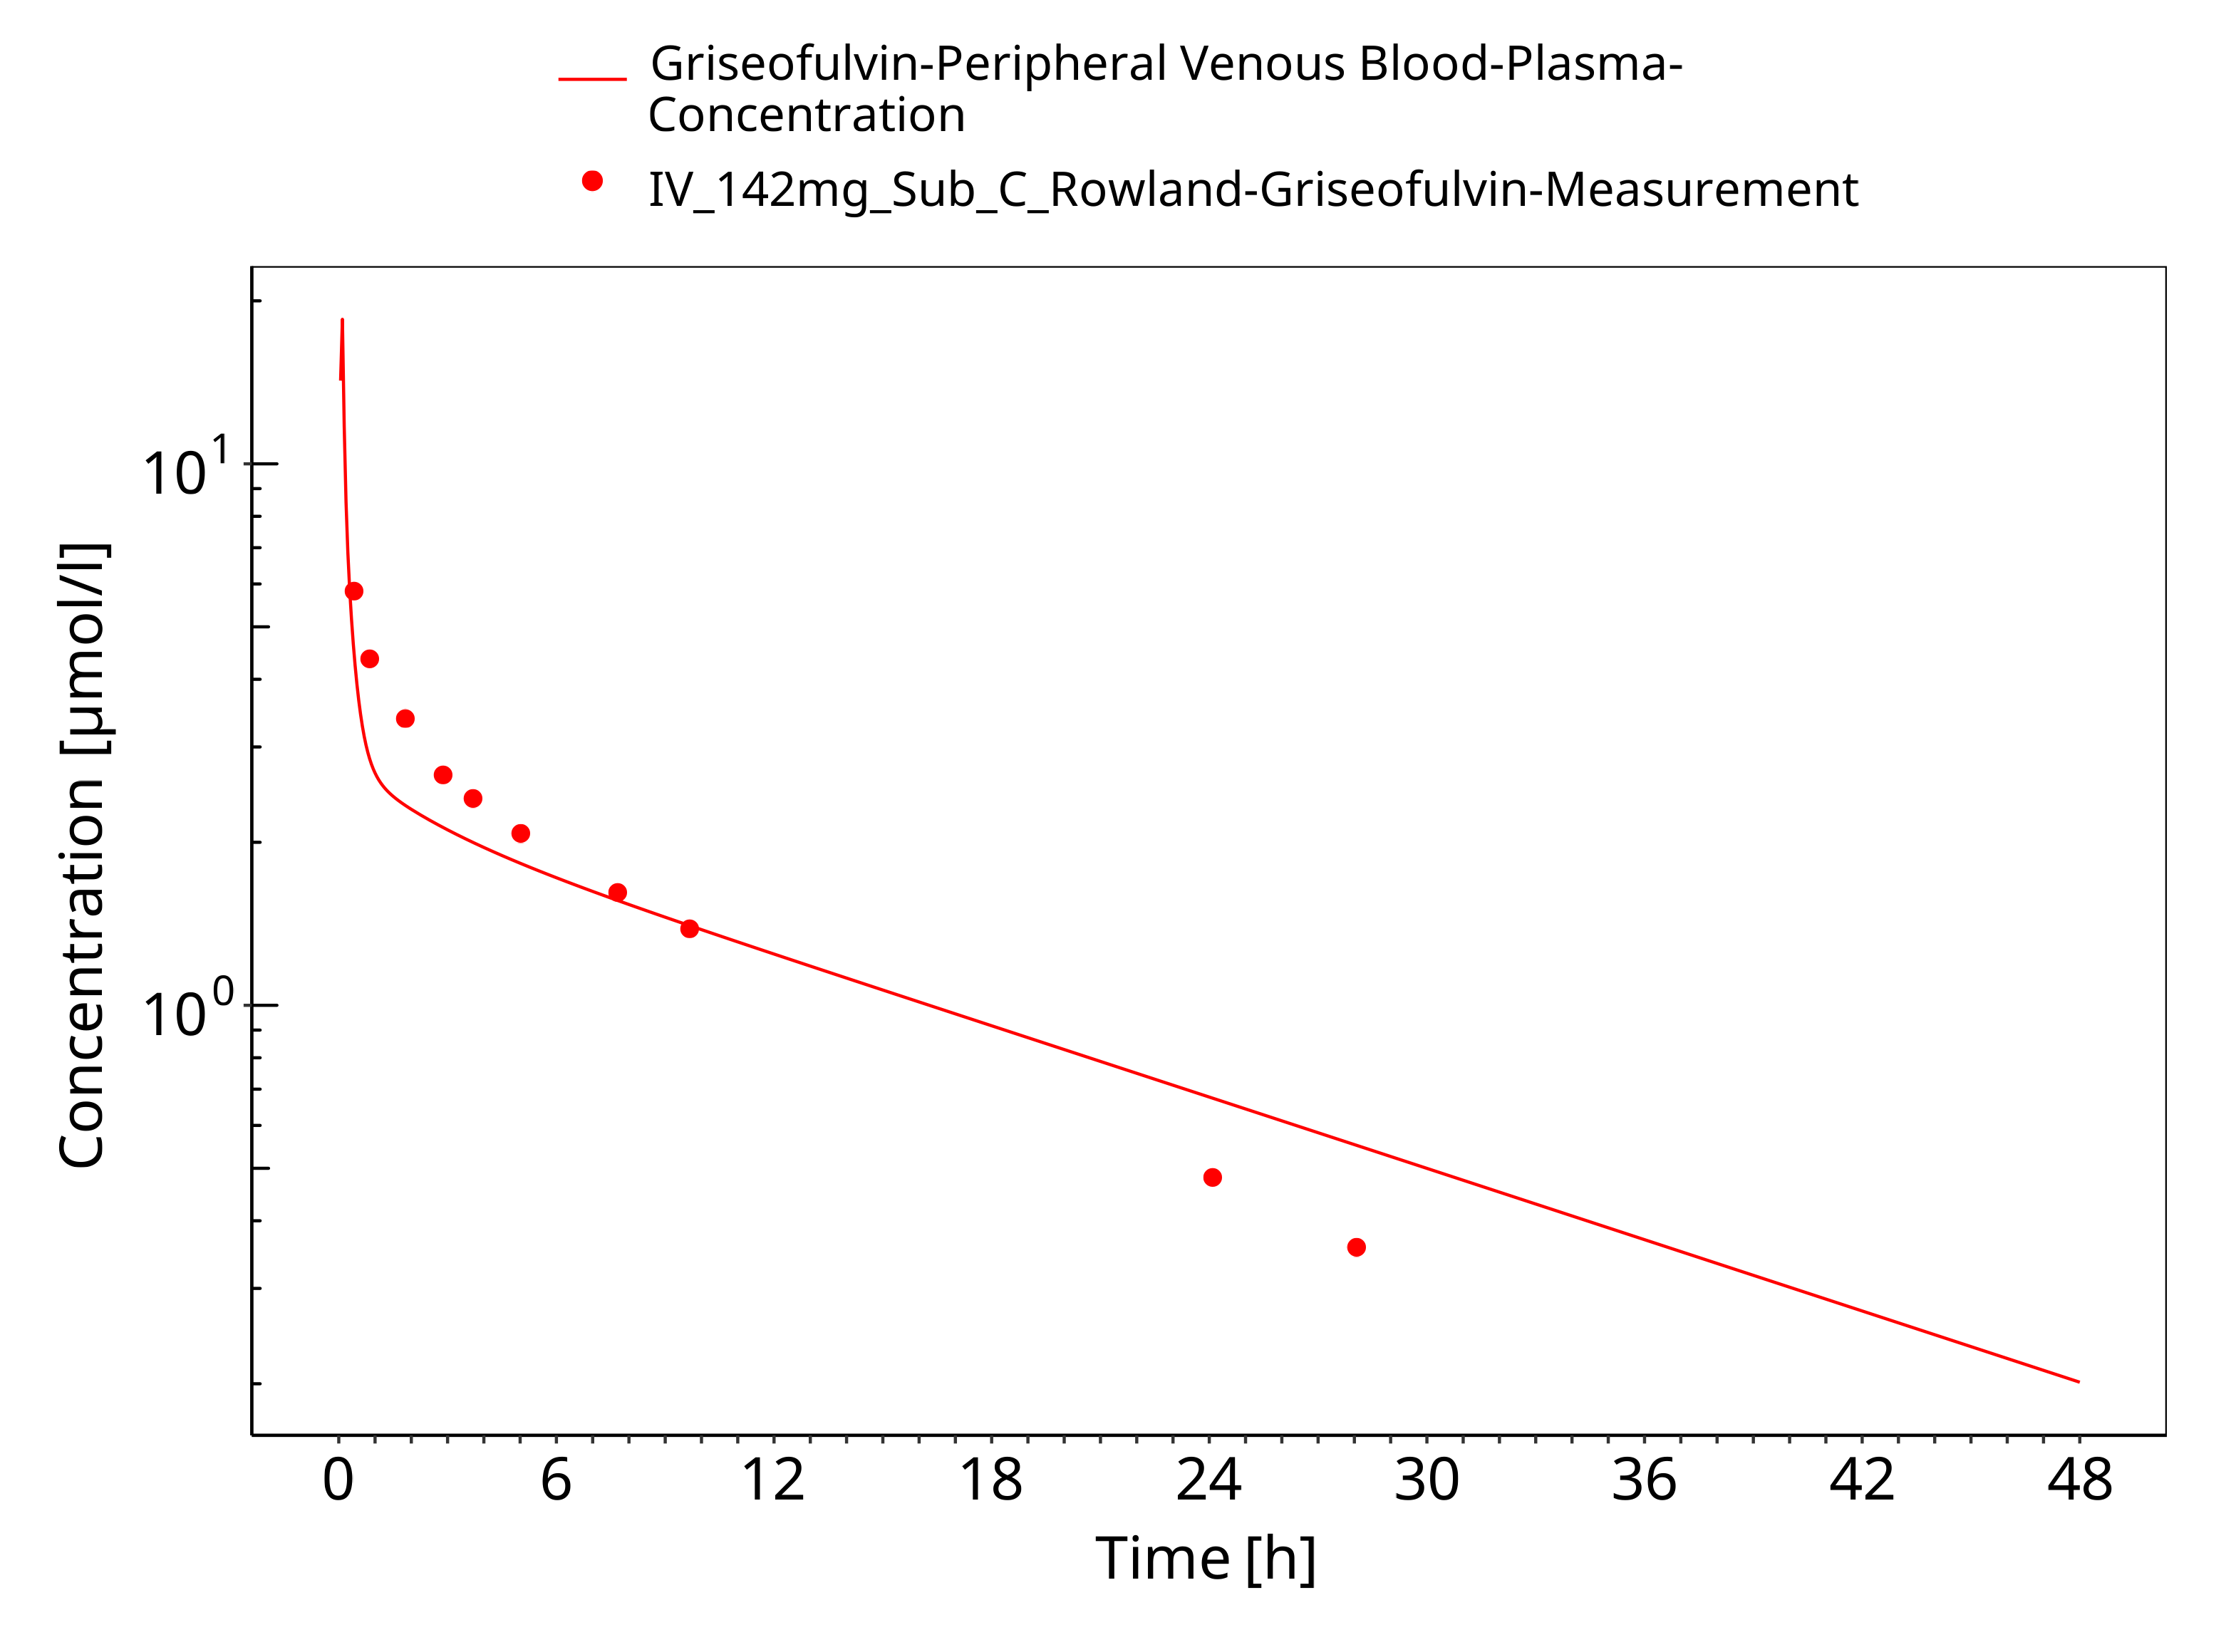 Griseofulvin-Peripheral Venous Blood-Plasma-
Concentration
IV_142mg_Sub_C_Rowland-Griseofulvin-Measurement
10^1
10^0
Concentration [µmol/l]
0 6 12 18 24 30 36 42 48
Time [h]